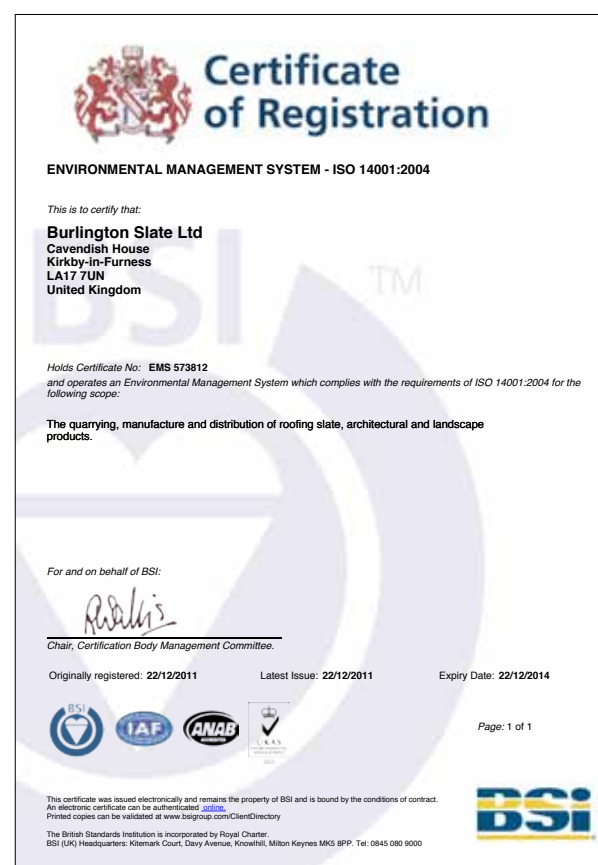 Certificate
of Registration
ENVIRONMENTAL MANAGEMENT SYSTEM - ISO 14001:2004
This is to certify that:
Burlington Slate Ltd
Cavendish House
Kirkby-in-Furness
LA17 7UN
United Kingdom
BSI TM
Holds Certificate No: EMS 573812
and operates an Environmental Management System which complies with the requirements of ISO 14001:2004 for the
following scope:
The quarrying, manufacture and distribution of roofing slate, architectural and landscape
products.
For and on behalf of BSI:
Chair, Certification Body Management Committee.
Originally registered: 22/12/2011 Latest Issue: 22/12/2011 Expiry Date: 22/12/2014
BSI IAF ANAB ACCREDITED UKAS
Page: 1 of 1
This certificate was issued electronically and remains the property of BSI and is bound by the conditions of contract.
An electronic certificate can be authenticated online.
Printed copies can be validated at www.bsigroup.com/ClientDirectory
The British Standards Institution is incorporated by Royal Charter.
BSI (UK) Headquarters: Kitemark Court, Davy Avenue, Knowlhill, Milton Keynes MK5 8PP. Tel: 0845 080 9000
BSi